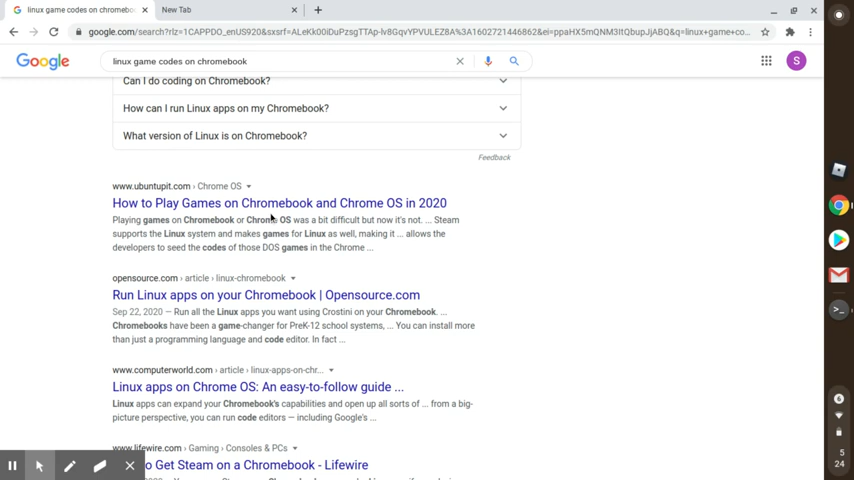 linux game codes on chromeboo
New Tab
google.com/search?rlz=1CAPPDO_enUS920&sxsrf=ALeKk00iDuPzsgTTAp-lv8GqvYPVULEZ8A%3A1602721446862&ei=ppaHX5mQNM3ItQbupJjABQ&q=linux+game+co...
Google
linux game codes on chromebook
S
Can I do coding on Chromebook?
How can I run Linux apps on my Chromebook?
What version of Linux is on Chromebook?
Feedback
www.ubuntupit.com › Chrome OS
How to Play Games on Chromebook and Chrome OS in 2020
Playing games on Chromebook or Chrome OS was a bit difficult but now it's not. ... Steam
supports the Linux system and makes games for Linux as well, making it ... allows the
developers to seed the codes of those DOS games in the Chrome ...
opensource.com › article › linux-chromebook
Run Linux apps on your Chromebook | Opensource.com
Sep 22, 2020 — Run all the Linux apps you want using Crostini on your Chromebook. ...
Chromebooks have been a game-changer for PreK-12 school systems, ... You can install more
than just a programming language and code editor. In fact ...
www.computerworld.com › article › linux-apps-on-chr...
Linux apps on Chrome OS: An easy-to-follow guide ...
Linux apps can expand your Chromebook's capabilities and open up all sorts of ... from a big-
picture perspective, you can run code editors — including Google's ...
www.lifewire.com › Gaming › Consoles & PCs
o Get Steam on a Chromebook - Lifewire
6
5
24